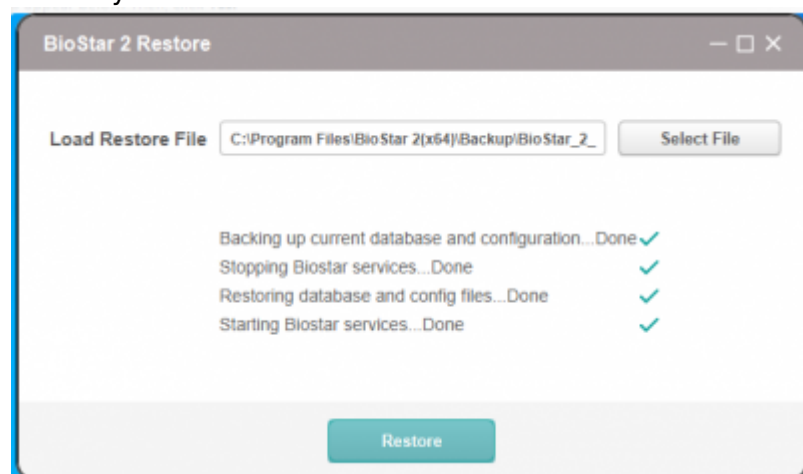 BioStar 2 Restore
Load Restore File C:\Program Files\BioStar 2(x64)\Backup\BioStar_2_ Select File
Backing up current database and configuration...Done
Stopping Biostar services...Done
Restoring database and config files...Done
Starting Biostar services...Done
Restore